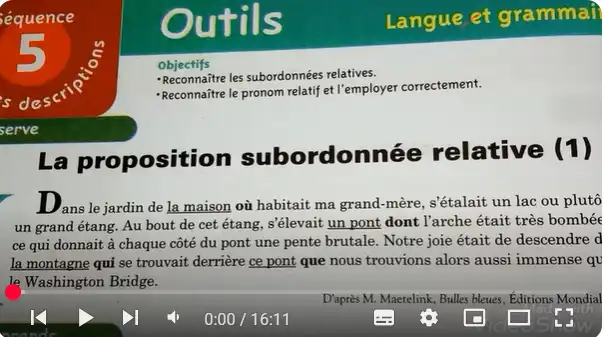 Séquence
5
s descriptions
Outils
Langue et grammai
Objectifs
•Reconnaître les subordonnées relatives.
•Reconnaître le pronom relatif et l'employer correctement.
serve
La proposition subordonnée relative (1)
Dans le jardin de la maison où habitait ma grand-mère, s'étalait un lac ou plutô
un grand étang. Au bout de cet étang, s'élevait un pont dont l'arche était très bombée
ce qui donnait à chaque côté du pont une pente brutale. Notre joie était de descendre d
la montagne qui se trouvait derrière ce pont que nous trouvions alors aussi immense qu
le Washington Bridge.
D'après M. Maetelink, Bulles bleues, Éditions Mondial
0:00 / 16:11
VideoShow